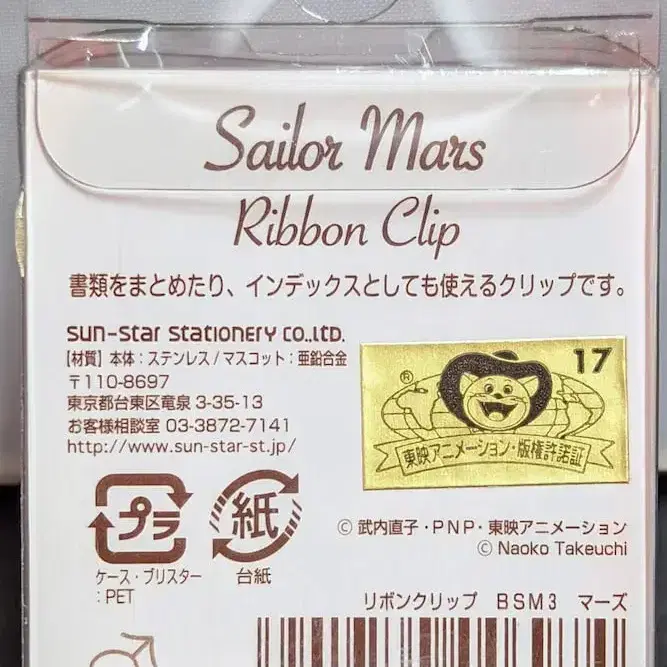 Sailor Mars
Ribbon Clip
書類をまとめたり、インデックスとしても使えるクリップです。
SUN-STAR STATIONERY CO.,LTD.
【材質】本体：ステンレス/マスコット：亜鉛合金
〒110-8697
東京都台東区竜泉 3-35-13
お客様相談室 03-3872-7141
http://www.sun-star-st.jp/
17
®
東映アニメーション・版権許諾証
プラ
紙
ケース・ブリスター
：PET
台紙
© 武内直子・PNP・東映アニメーション
© Naoko Takeuchi
リボンクリップ BSM3 マーズ